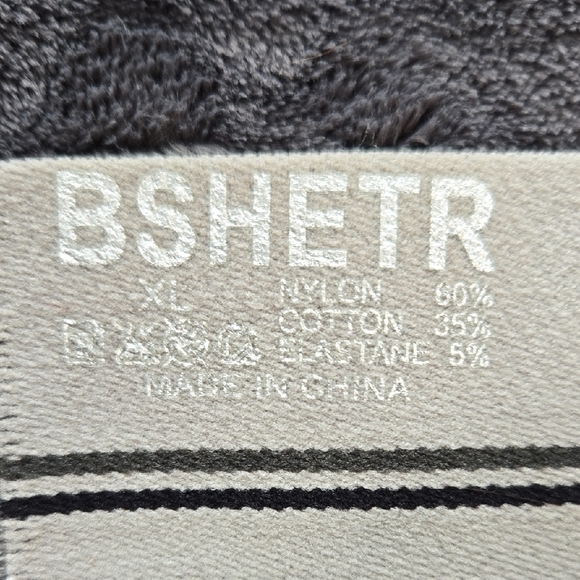 BSHETR
XL
NYLON 60%
COTTON 35%
ELASTANE 5%
MADE IN CHINA